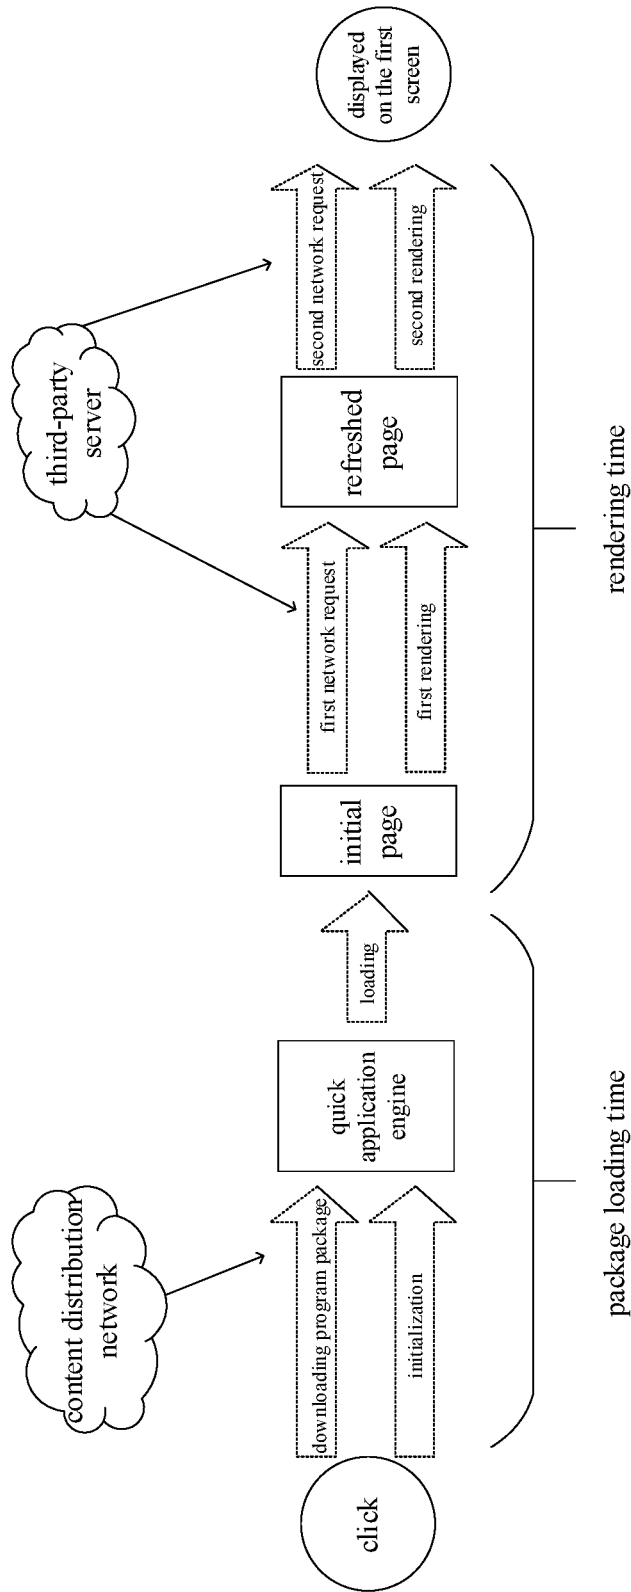 content distribution
network
third-party
server
click
downloading program package
initialization
quick
application
engine
loading
initial
page
first network request
first rendering
refreshed
page
second network request
second rendering
displayed
on the first
screen
package loading time
rendering time